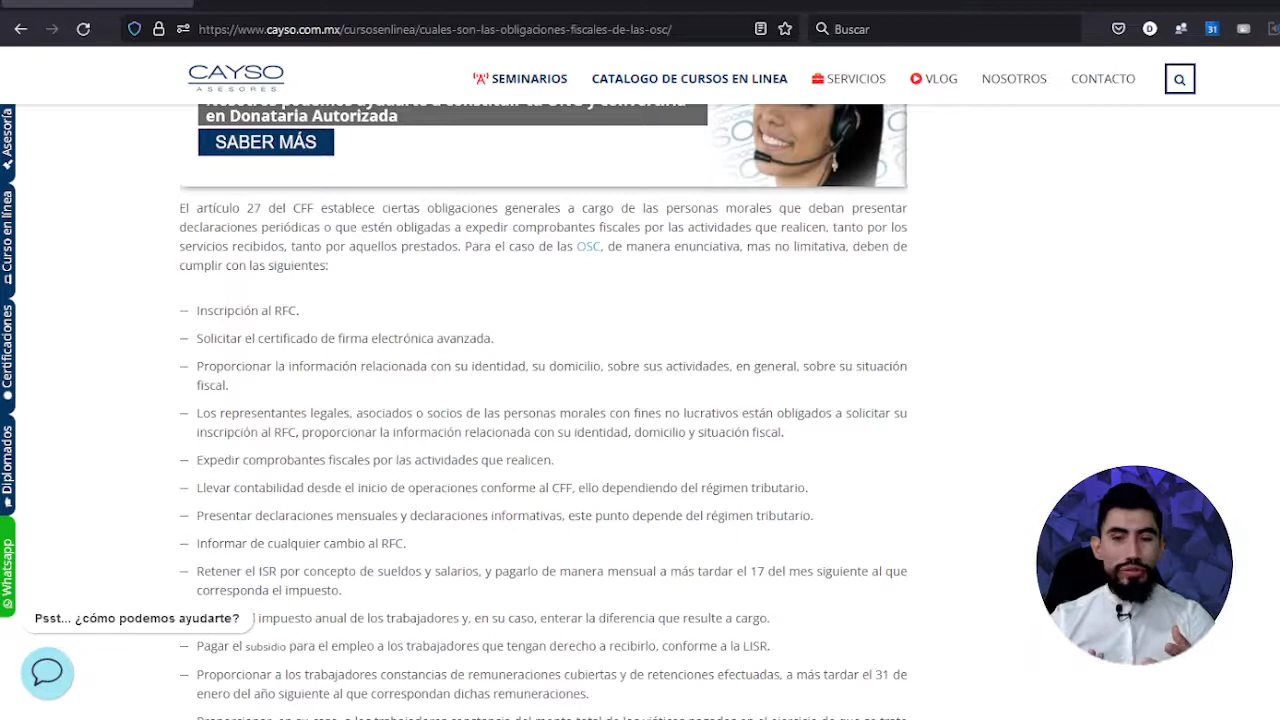 https://www.cayso.com.mx/cursosenlinea/cuales-son-las-obligaciones-fiscales-de-las-osc/
Buscar
D
31
CAYSO
ASESORES
SEMINARIOS
CATALOGO DE CURSOS EN LINEA
SERVICIOS
VLOG
NOSOTROS
CONTACTO
en Donataria Autorizada
SABER MÁS
Asesoría
Curso en línea
Certificaciones
Diplomados
Whatsapp
El artículo 27 del CFF establece ciertas obligaciones generales a cargo de las personas morales que deban presentar
declaraciones periódicas o que estén obligadas a expedir comprobantes fiscales por las actividades que realicen, tanto por los
servicios recibidos, tanto por aquellos prestados. Para el caso de las OSC, de manera enunciativa, mas no limitativa, deben de
cumplir con las siguientes:
— Inscripción al RFC.
— Solicitar el certificado de firma electrónica avanzada.
— Proporcionar la información relacionada con su identidad, su domicilio, sobre sus actividades, en general, sobre su situación
fiscal.
— Los representantes legales, asociados o socios de las personas morales con fines no lucrativos están obligados a solicitar su
inscripción al RFC, proporcionar la información relacionada con su identidad, domicilio y situación fiscal.
— Expedir comprobantes fiscales por las actividades que realicen.
— Llevar contabilidad desde el inicio de operaciones conforme al CFF, ello dependiendo del régimen tributario.
— Presentar declaraciones mensuales y declaraciones informativas, este punto depende del régimen tributario.
— Informar de cualquier cambio al RFC.
— Retener el ISR por concepto de sueldos y salarios, y pagarlo de manera mensual a más tardar el 17 del mes siguiente al que
corresponda el impuesto.
Psst... ¿cómo podemos ayudarte?
impuesto anual de los trabajadores y, en su caso, enterar la diferencia que resulte a cargo.
— Pagar el subsidio para el empleo a los trabajadores que tengan derecho a recibirlo, conforme a la LISR.
— Proporcionar a los trabajadores constancias de remuneraciones cubiertas y de retenciones efectuadas, a más tardar el 31 de
enero del año siguiente al que correspondan dichas remuneraciones.